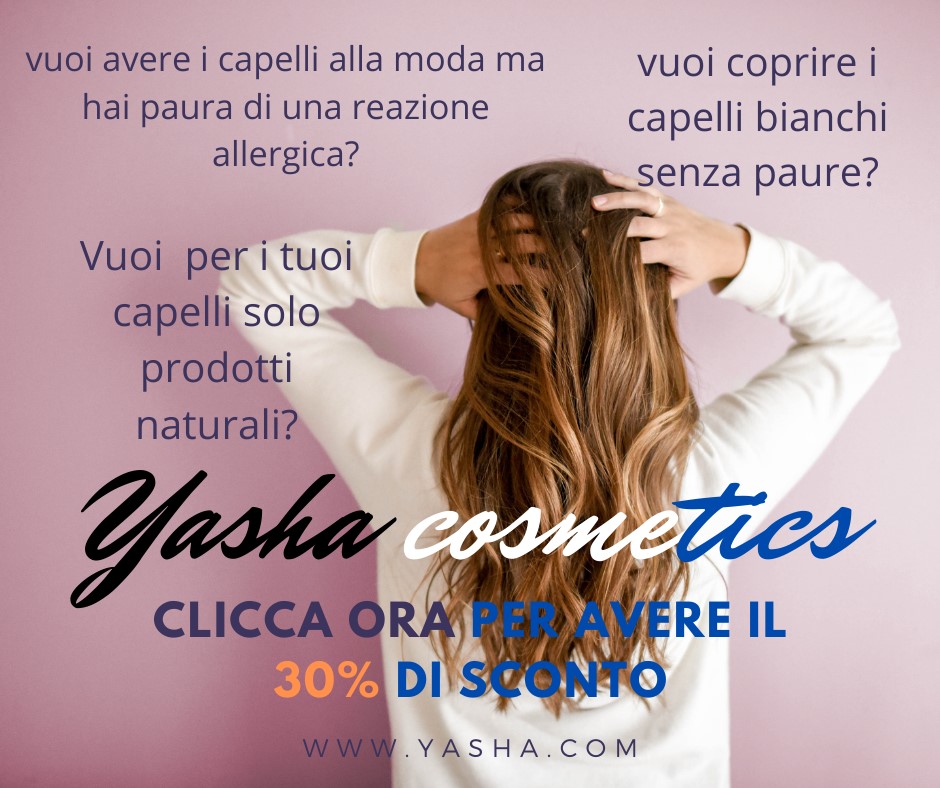 vuoi avere i capelli alla moda ma
hai paura di una reazione
allergica?
vuoi coprire i
capelli bianchi
senza paure?
Vuoi  per i tuoi
capelli solo
prodotti
naturali?
Yasha cosmetics
CLICCA ORA PER AVERE IL
30% DI SCONTO
WWW.YASHA.COM